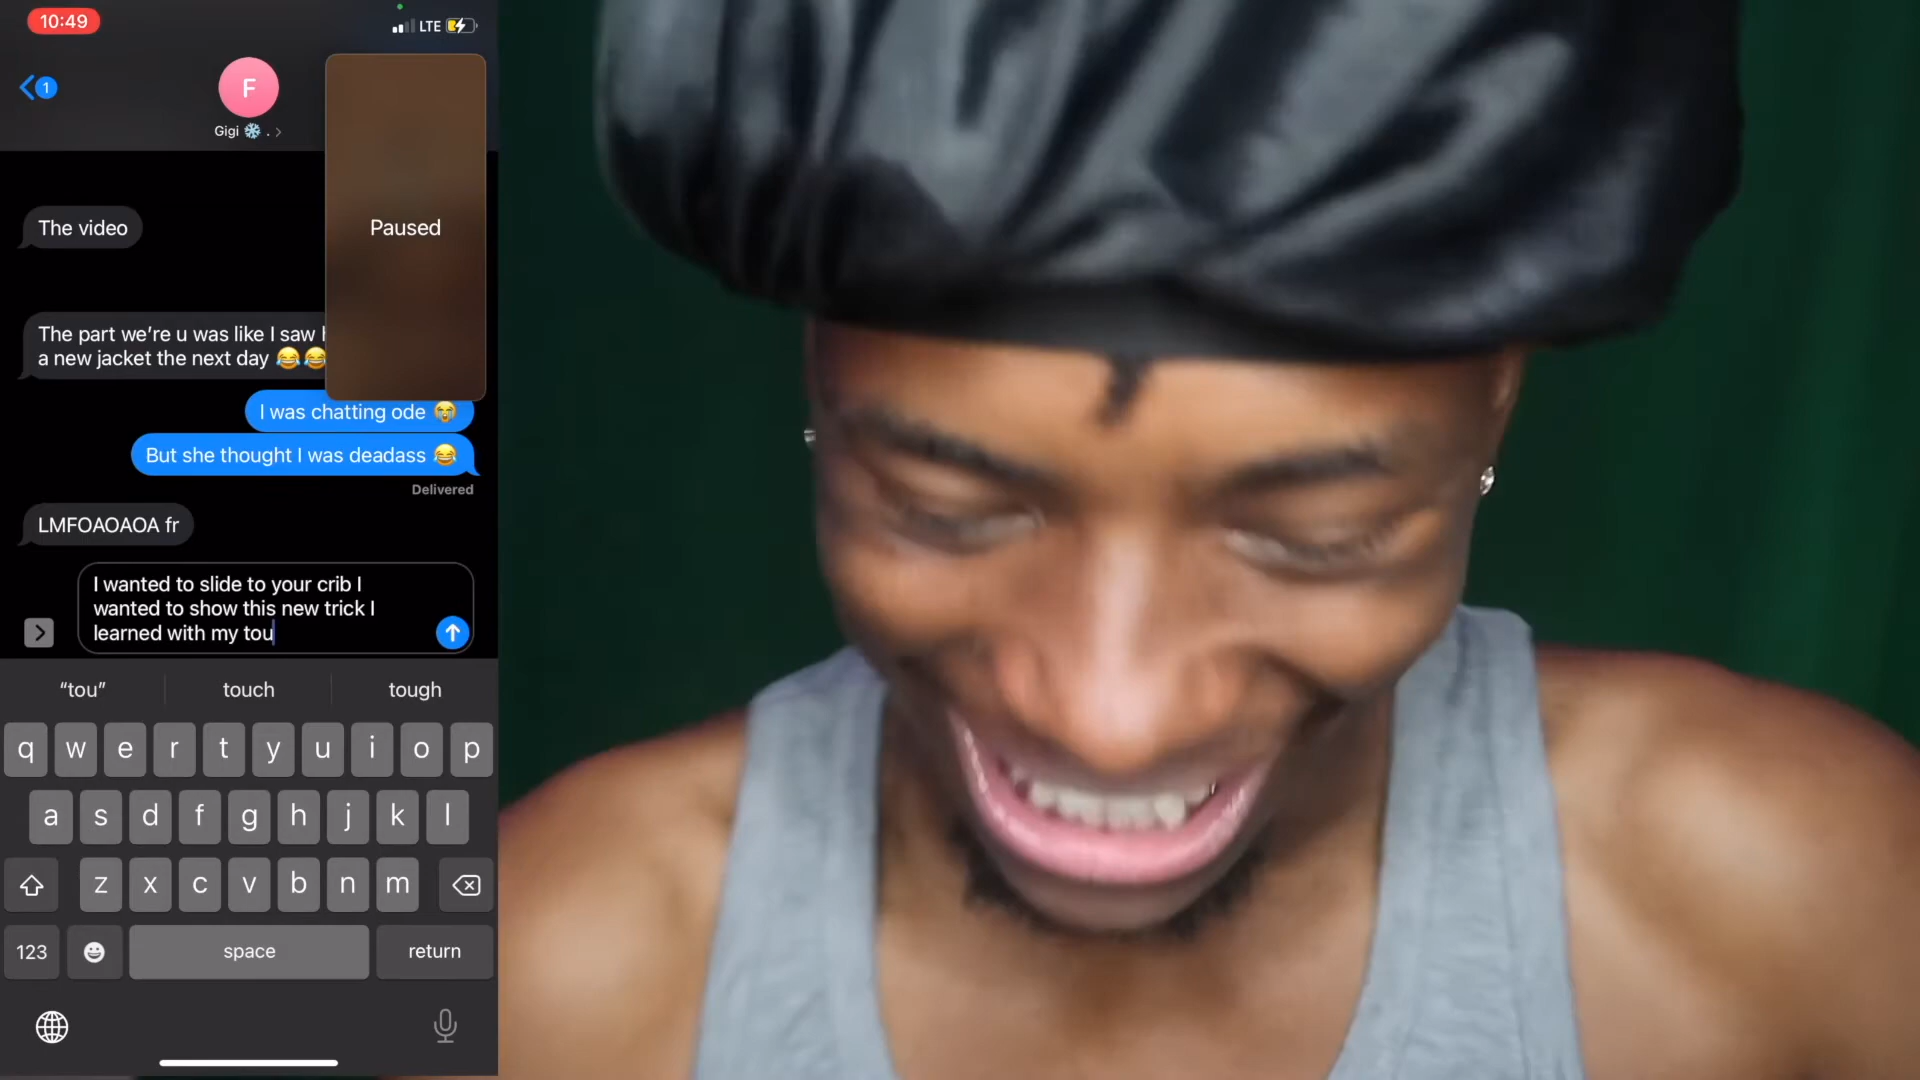 10:49
LTE
1
F
Gigi ❄️ .
Paused
The video
The part we're u was like I saw
a new jacket the next day 😂😂
I was chatting ode 😭
But she thought I was deadass 😂
Delivered
LMFOAOAOA fr
I wanted to slide to your crib I
wanted to show this new trick I
learned with my tou
"tou" touch tough
q w e r t y u i o p
a s d f g h j k l
z x c v b n m
123 space return